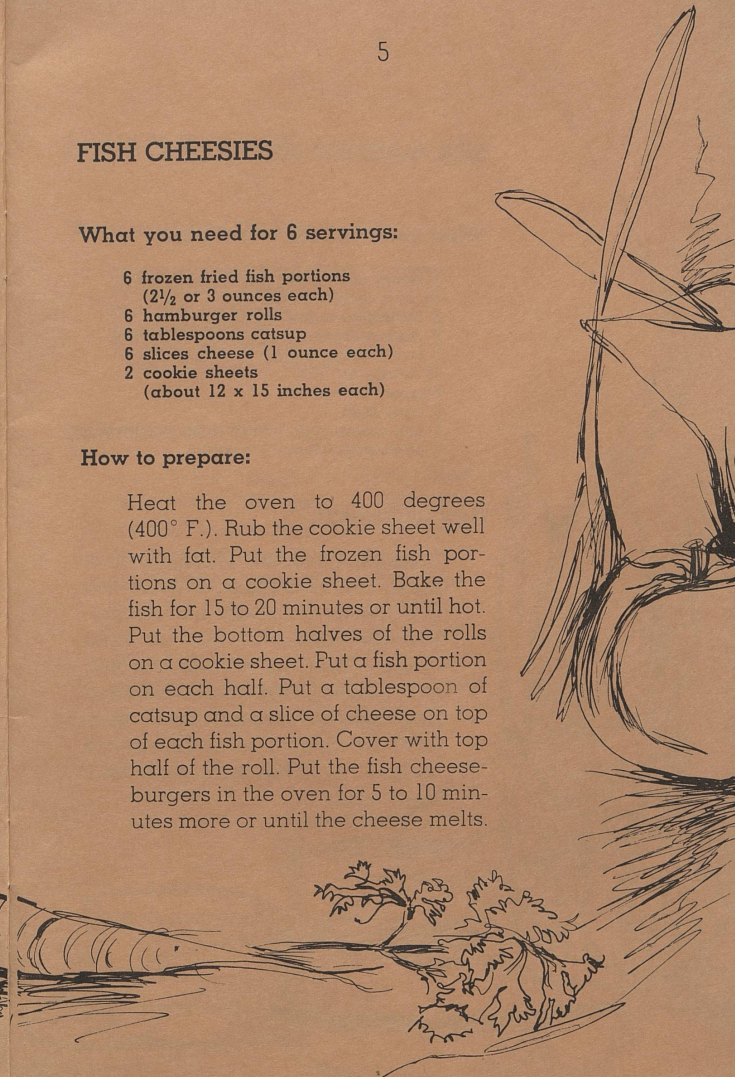 5
FISH CHEESIES
What you need for 6 servings:
6 frozen fried fish portions
(2½ or 3 ounces each)
6 hamburger rolls
6 tablespoons catsup
6 slices cheese (1 ounce each)
2 cookie sheets
(about 12 x 15 inches each)
How to prepare:
Heat the oven to 400 degrees
(400° F.). Rub the cookie sheet well
with fat. Put the frozen fish por-
tions on a cookie sheet. Bake the
fish for 15 to 20 minutes or until hot.
Put the bottom halves of the rolls
on a cookie sheet. Put a fish portion
on each half. Put a tablespoon of
catsup and a slice of cheese on top
of each fish portion. Cover with top
half of the roll. Put the fish cheese-
burgers in the oven for 5 to 10 min-
utes more or until the cheese melts.